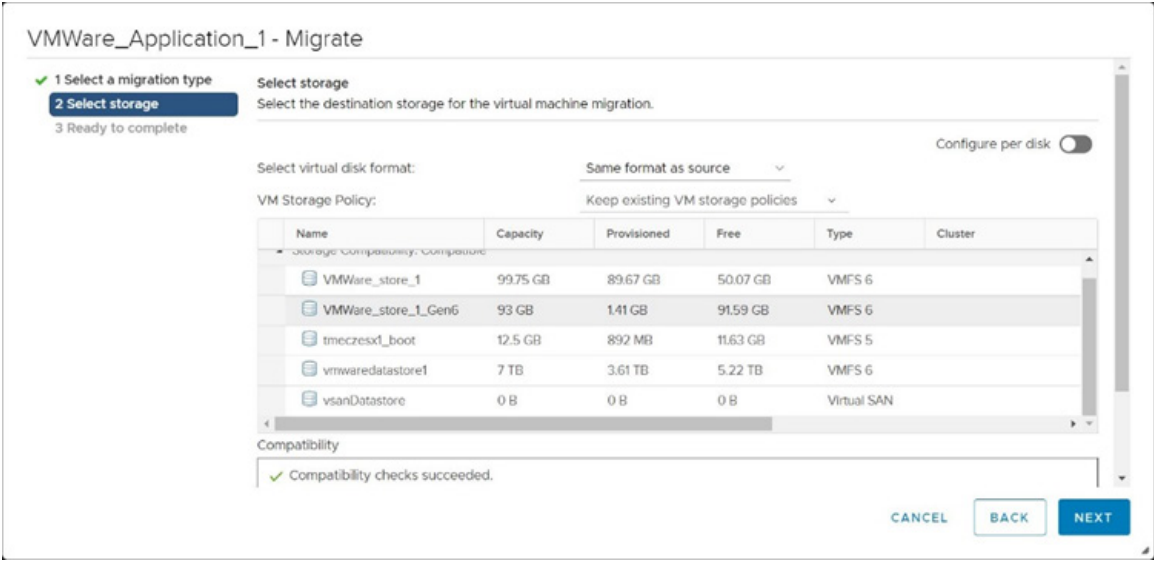 VMWare_Application_1 - Migrate
1 Select a migration type
2 Select storage
3 Ready to complete
Select storage
Select the destination storage for the virtual machine migration.
Configure per disk
Select virtual disk format: Same format as source
VM Storage Policy: Keep existing VM storage policies
Name Capacity Provisioned Free Type Cluster
Storage Compatibility: Compatible
VMWare_store_1 99.75 GB 89.67 GB 50.07 GB VMFS 6
VMWare_store_1_Gen6 93 GB 1.41 GB 91.59 GB VMFS 6
tmeczesx1_boot 12.5 GB 892 MB 11.63 GB VMFS 5
vmwaredatastore1 7 TB 3.61 TB 5.22 TB VMFS 6
vsanDatastore 0 B 0 B 0 B Virtual SAN
Compatibility
Compatibility checks succeeded.
CANCEL BACK NEXT